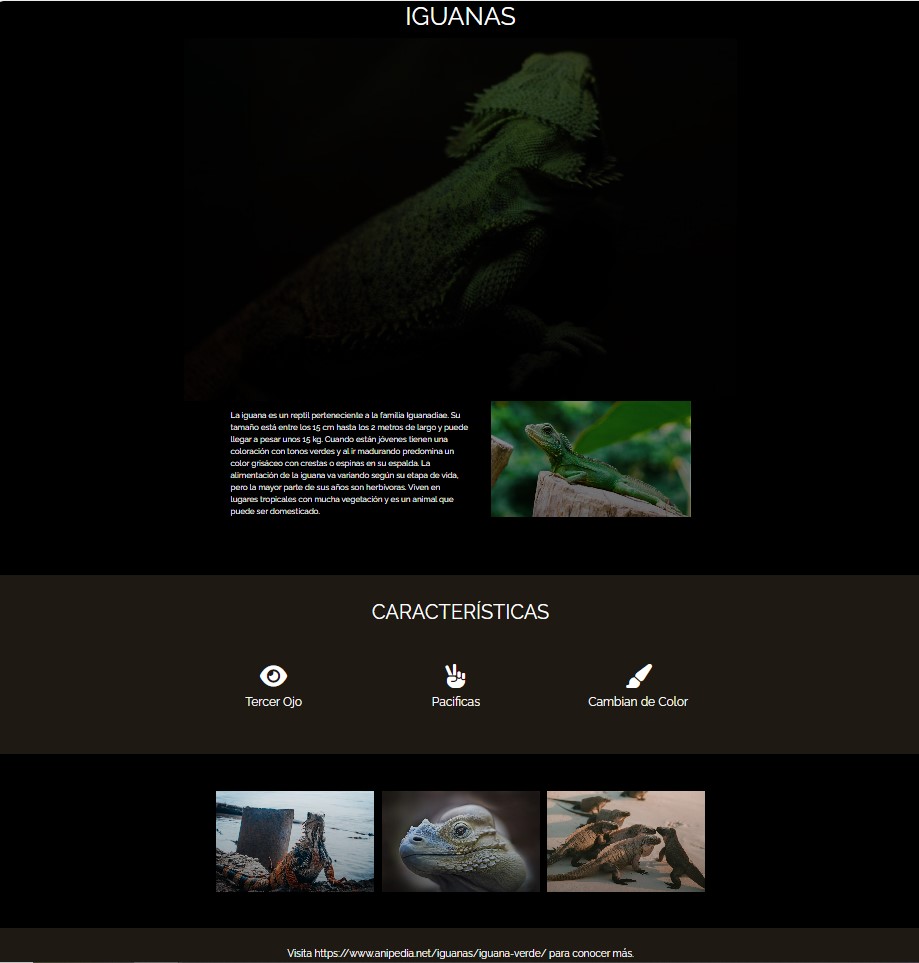 IGUANAS
La iguana es un reptil perteneciente a la familia Iguanadiae. Su
tamaño está entre los 15 cm hasta los 2 metros de largo y puede
llegar a pesar unos 15 kg. Cuando están jóvenes tienen una
coloración con tonos verdes y al ir madurando predomina un
color grisáceo con crestas o espinas en su espalda. La
alimentación de la iguana va variando según su etapa de vida,
pero la mayor parte de sus años son herbívoras. Viven en
lugares tropicales con mucha vegetación y es un animal que
puede ser domesticado.
CARACTERÍSTICAS
Tercer Ojo
Pacificas
Cambian de Color
Visita https://www.anipedia.net/iguanas/iguana-verde/ para conocer más.